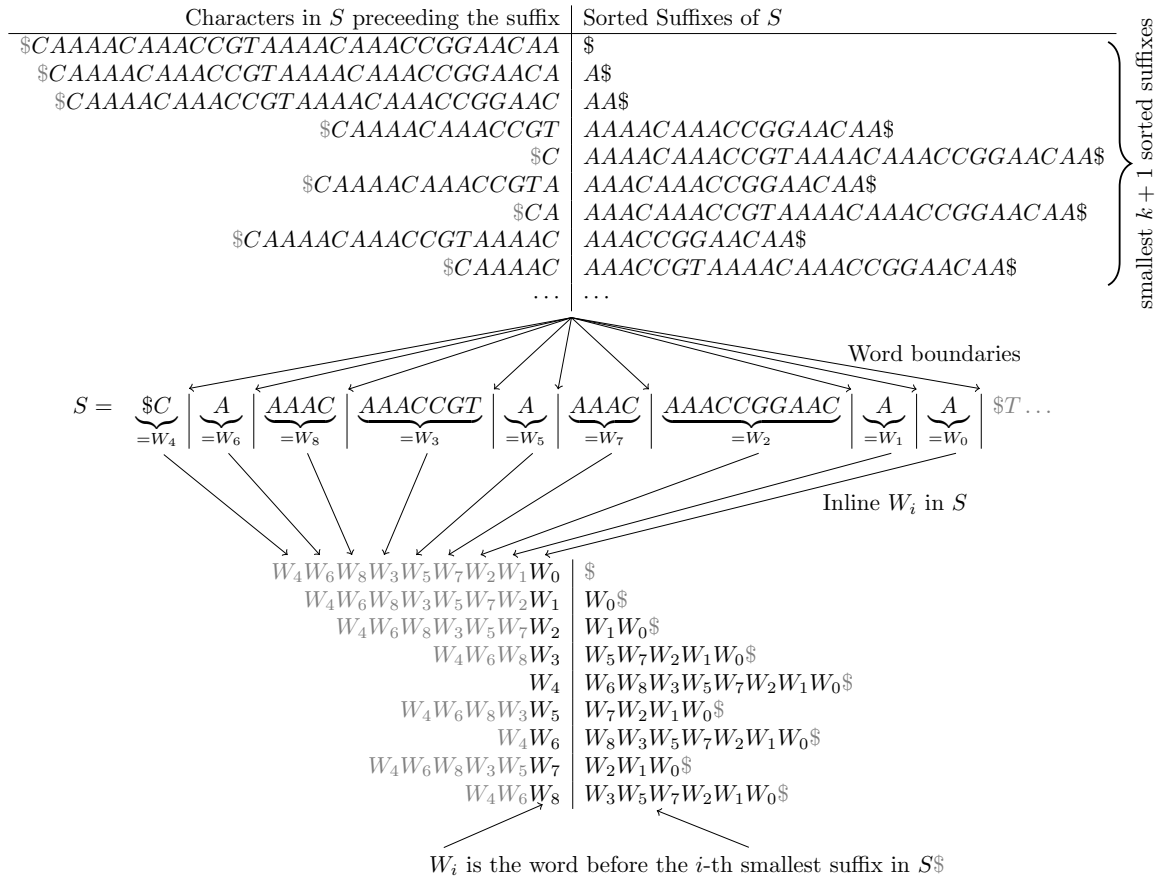 Characters in S preceeding the suffix Sorted Suffixes of S
$CAAAACAAACCGTAAAACAAACCGGAACAA $
$CAAAACAAACCGTAAAACAAACCGGAACA A$
$CAAAACAAACCGTAAAACAAACCGGAAC AA$
$CAAAACAAACCGT AAAACAAACCGGAACAA$
$C AAAACAAACCGTAAAACAAACCGGAACAA$
$CAAAACAAACCGTA AAACAAACCGGAACAA$
$CA AAACAAACCGTAAAACAAACCGGAACAA$
$CAAAACAAACCGTAAAAC AAACCGGAACAA$
$CAAAAC AAACCGTAAAACAAACCGGAACAA$
... ...
smallest k + 1 sorted suffixes
Word boundaries
S = $C | A | AAAC | AAACCGT | A | AAAC | AAACCGGAAC | A | A | $T ...
=W₄ =W₆ =W₈ =W₃ =W₅ =W₇ =W₂ =W₁ =W₀
Inline Wᵢ in S
W₄W₆W₈W₃W₅W₇W₂W₁W₀ $
W₄W₆W₈W₃W₅W₇W₂W₁ W₀$
W₄W₆W₈W₃W₅W₇W₂ W₁W₀$
W₄W₆W₈W₃ W₅W₇W₂W₁W₀$
W₄ W₆W₈W₃W₅W₇W₂W₁W₀$
W₄W₆W₈W₃W₅ W₇W₂W₁W₀$
W₄W₆ W₈W₃W₅W₇W₂W₁W₀$
W₄W₆W₈W₃W₅W₇ W₂W₁W₀$
W₄W₆W₈ W₃W₅W₇W₂W₁W₀$
Wᵢ is the word before the i-th smallest suffix in S$